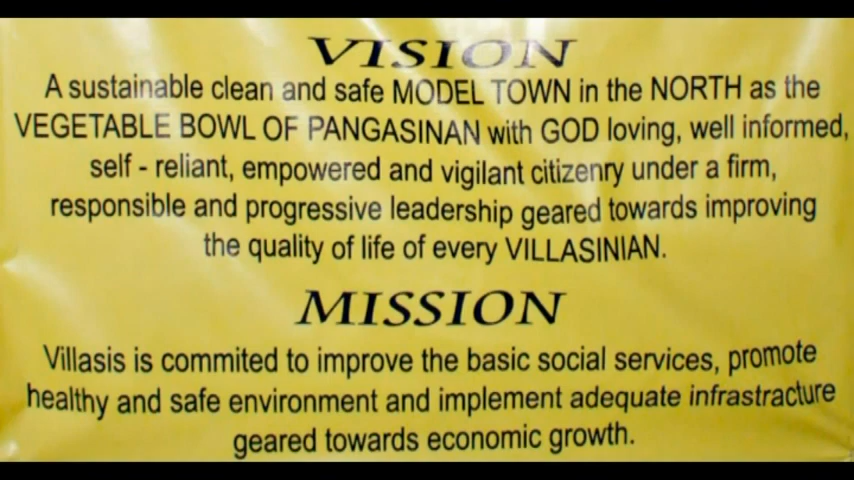 VISION
A sustainable clean and safe MODEL TOWN in the NORTH as the
VEGETABLE BOWL OF PANGASINAN with GOD loving, well informed,
self - reliant, empowered and vigilant citizenry under a firm,
responsible and progressive leadership geared towards improving
the quality of life of every VILLASINIAN.
MISSION
Villasis is commited to improve the basic social services, promote
healthy and safe environment and implement adequate infrastracture
geared towards economic growth.